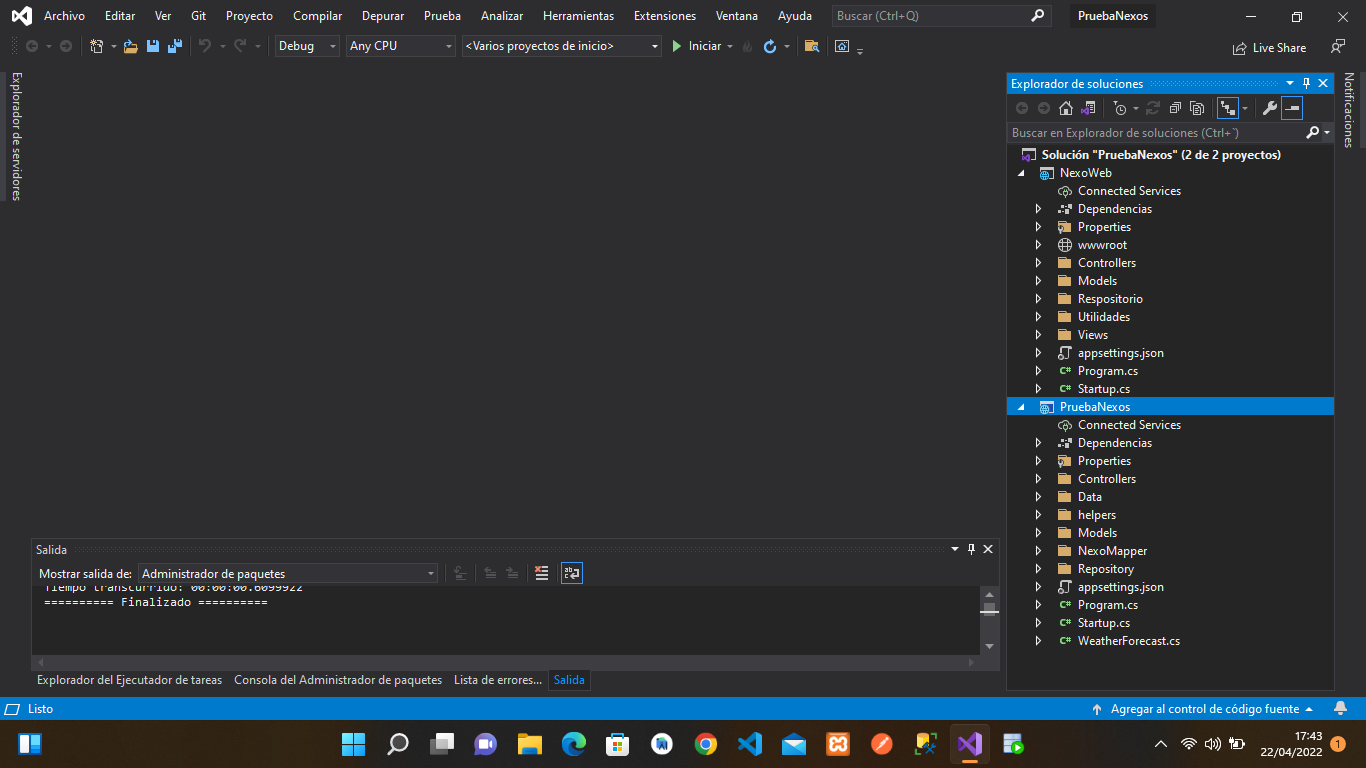 Archivo Editar Ver Git Proyecto Compilar Depurar Prueba Analizar Herramientas Extensiones Ventana Ayuda Buscar (Ctrl+Q) PruebaNexos
Debug Any CPU <Varios proyectos de inicio> Iniciar Live Share
Explorador de servidores
Explorador de soluciones
Notificaciones
Buscar en Explorador de soluciones (Ctrl+`)
Solución "PruebaNexos" (2 de 2 proyectos)
NexoWeb
Connected Services
Dependencias
Properties
wwwroot
Controllers
Models
Respositorio
Utilidades
Views
appsettings.json
C# Program.cs
C# Startup.cs
PruebaNexos
Connected Services
Dependencias
Properties
Controllers
Data
helpers
Models
NexoMapper
Repository
appsettings.json
C# Program.cs
C# Startup.cs
C# WeatherForecast.cs
Salida
Mostrar salida de: Administrador de paquetes
Tiempo transcurrido: 00:00:00.6099922
========== Finalizado ==========
Explorador del Ejecutador de tareas Consola del Administrador de paquetes Lista de errores... Salida
Listo Agregar al control de código fuente
17:43
22/04/2022
1